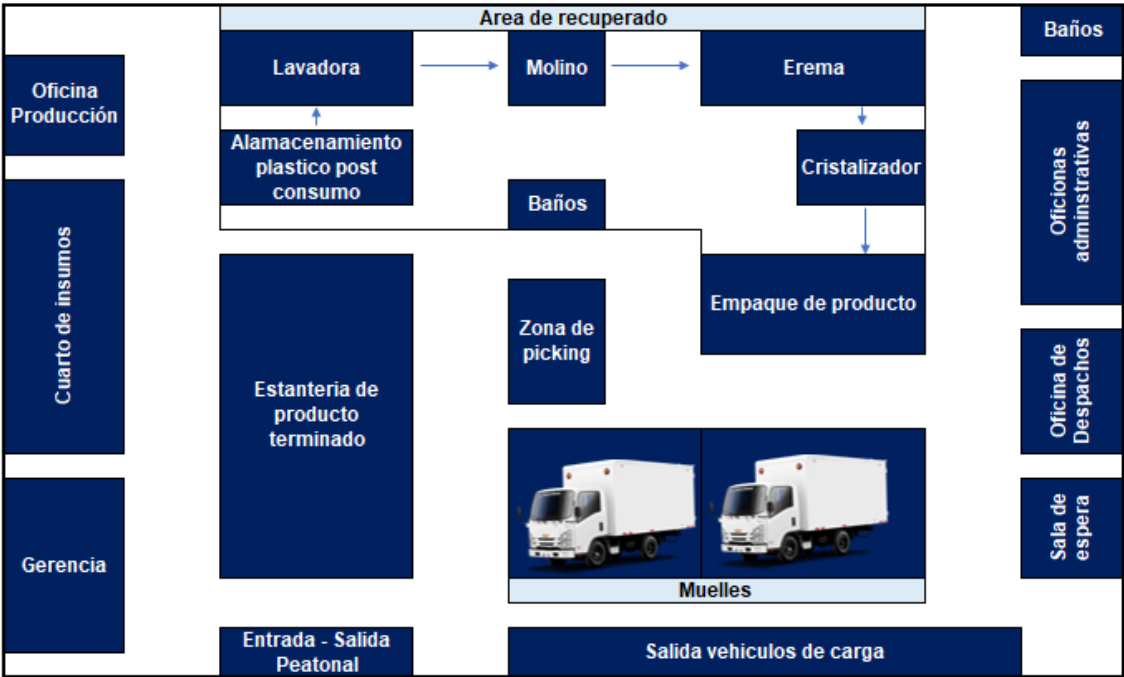 Area de recuperado
Baños
Lavadora
Molino
Erema
Oficina
Producción
Alamacenamiento
plastico post
consumo
Cristalizador
Oficionas
adminstrativas
Baños
Cuarto de insumos
Empaque de producto
Zona de
picking
Estanteria de
producto
terminado
Oficina de
Despachos
Gerencia
Sala de
espera
Muelles
Entrada - Salida
Peatonal
Salida vehiculos de carga